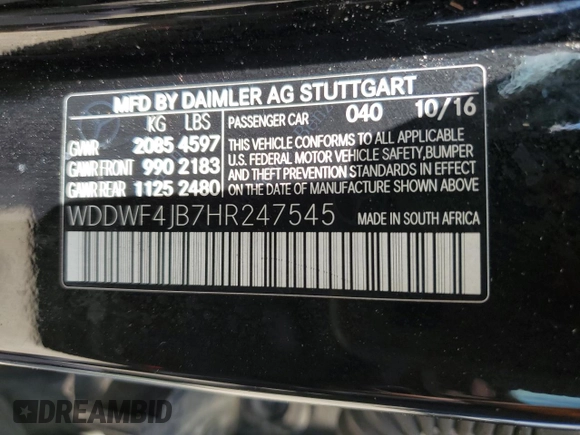 MFD BY DAIMLER AG STUTTGART
KG LBS PASSENGER CAR 040 10/16
GVWR 2085 4597 THIS VEHICLE CONFORMS TO ALL APPLICABLE
GAWR FRONT 990 2183 U.S. FEDERAL MOTOR VEHICLE SAFETY, BUMPER
GAWR REAR 1125 2480 AND THEFT PREVENTION STANDARDS IN EFFECT
ON THE DATE OF MANUFACTURE SHOWN ABOVE.
WDDWF4JB7HR247545 MADE IN SOUTH AFRICA
DREAMBID